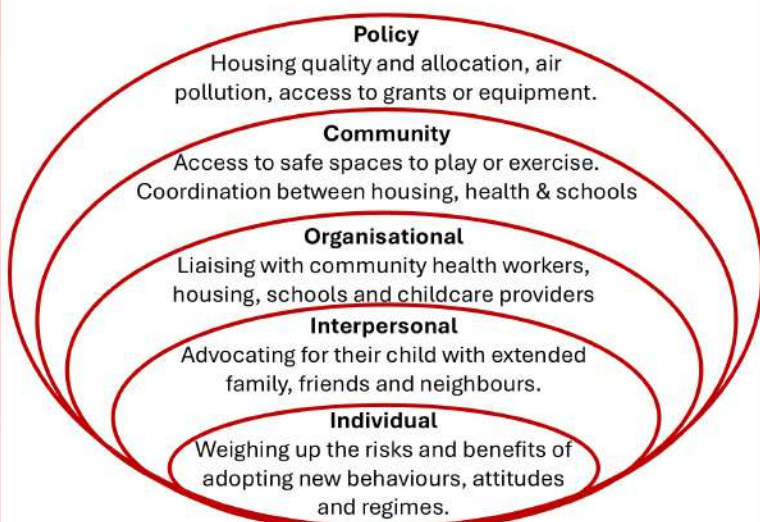 Policy
Housing quality and allocation, air
pollution, access to grants or equipment.
Community
Access to safe spaces to play or exercise.
Coordination between housing, health & schools
Organisational
Liaising with community health workers,
housing, schools and childcare providers
Interpersonal
Advocating for their child with extended
family, friends and neighbours.
Individual
Weighing up the risks and benefits of
adopting new behaviours, attitudes
and regimes.